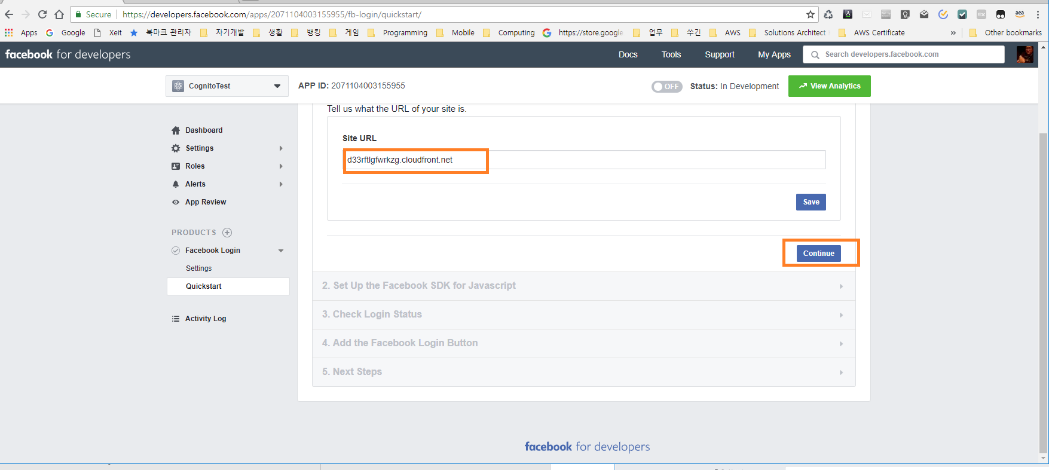 Secure https://developers.facebook.com/apps/2071104003155955/fb-login/quickstart/
Apps Google Xeit 북마크 관리자 자기개발 생활 뱅킹 게임 Programming Mobile Computing https://store.google 업무 쑤긴 AWS Solutions Architect AWS Certificate » Other bookmarks
facebook for developers Docs Tools Support My Apps Search developers.facebook.com
CognitoTest APP ID: 2071104003155955 OFF Status: In Development View Analytics
Tell us what the URL of your site is.
Dashboard
Site URL
Settings
d33rftlgfwrkzg.cloudfront.net
Roles
Alerts
App Review
Save
PRODUCTS
Facebook Login
Continue
Settings
Quickstart
2. Set Up the Facebook SDK for Javascript
3. Check Login Status
Activity Log
4. Add the Facebook Login Button
5. Next Steps
facebook for developers